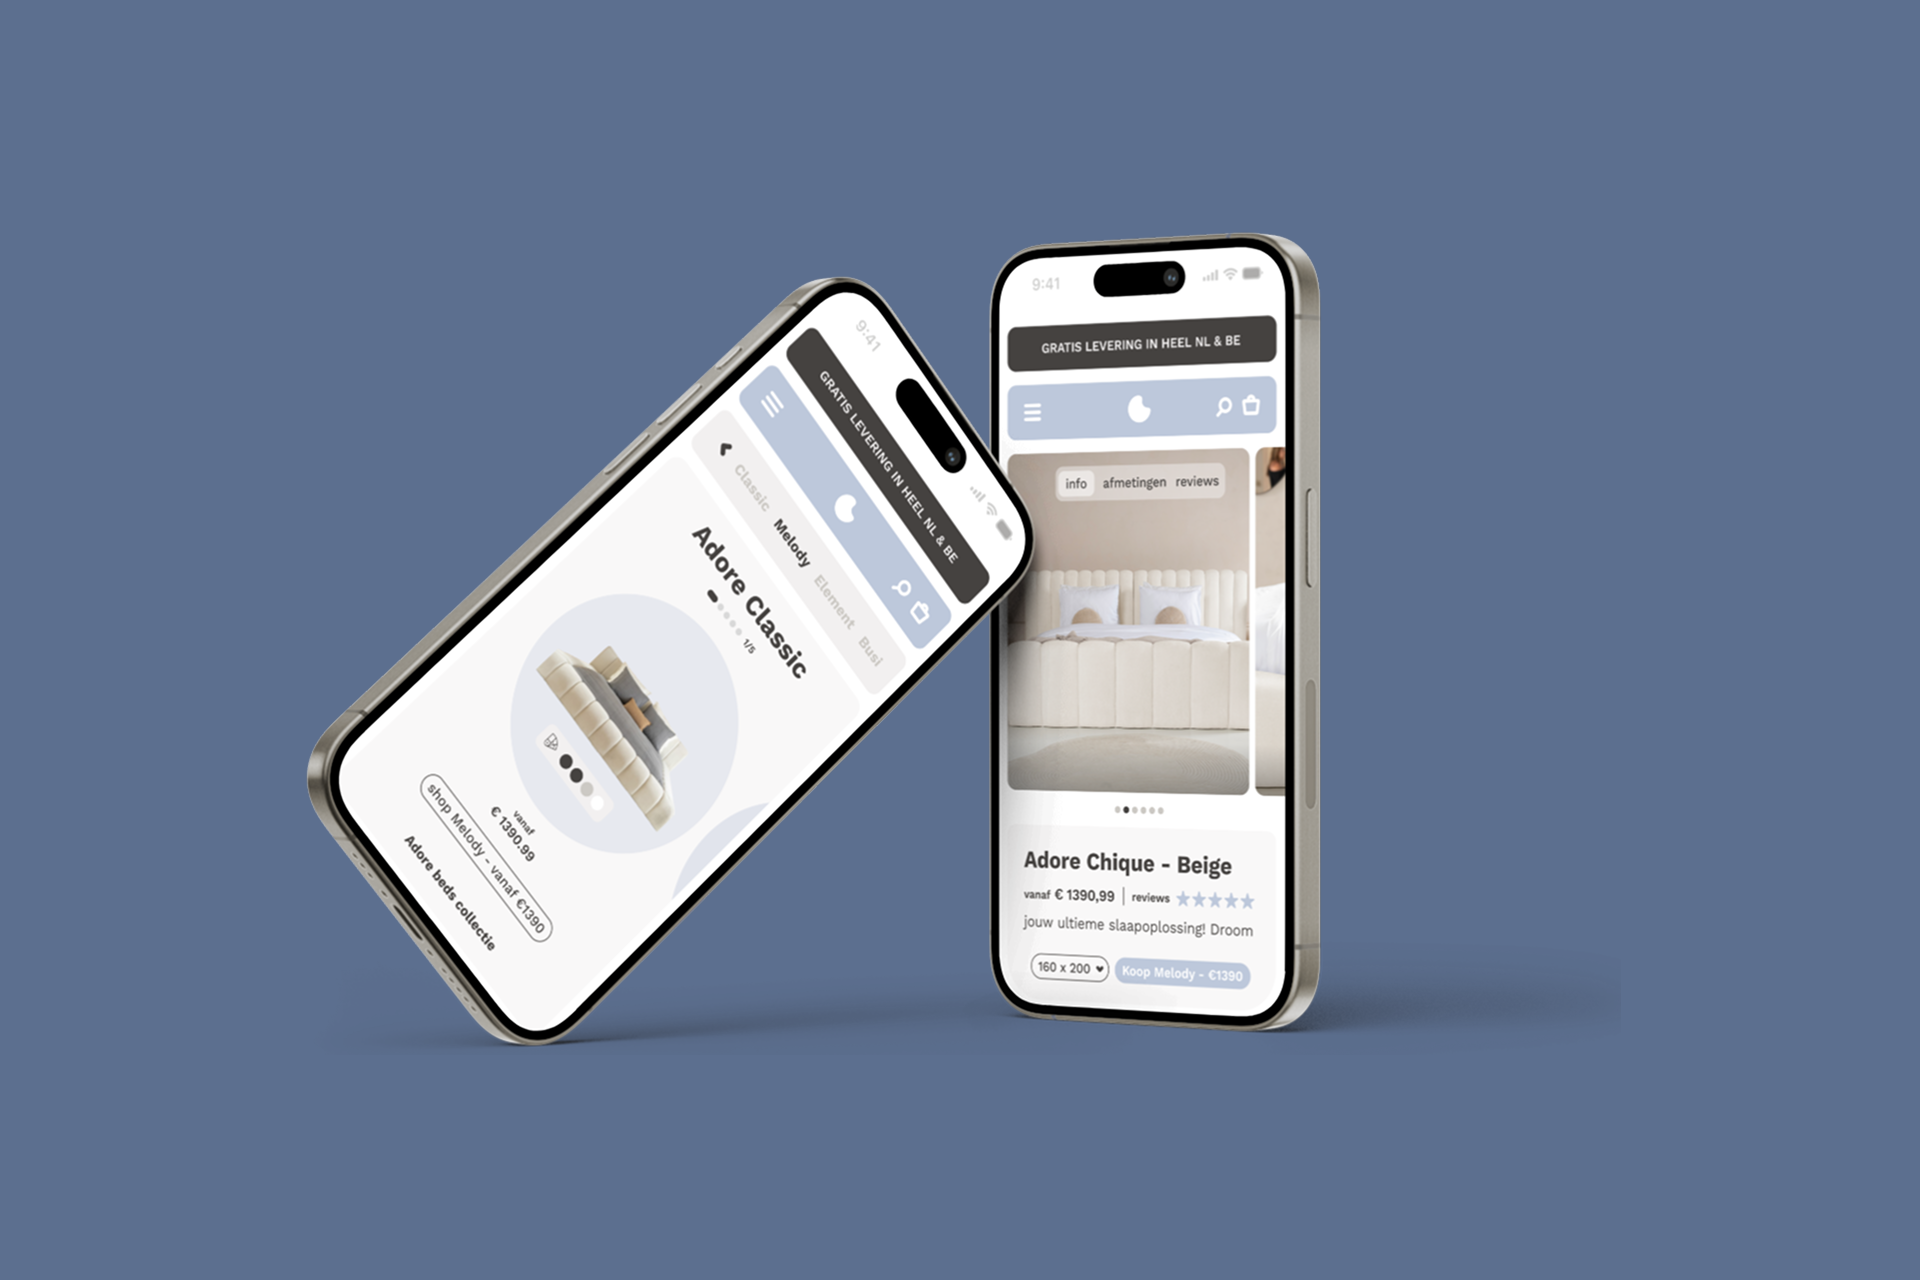 9:41
GRATIS LEVERING IN HEEL NL & BE
Classic Melody Element Busi
Adore Classic
1/5
vanaf
€ 1390.99
shop Melody - vanaf €1390
Adore beds collectie
9:41
GRATIS LEVERING IN HEEL NL & BE
info afmetingen reviews
Adore Chique - Beige
vanaf € 1390,99 | reviews
jouw ultieme slaapoplossing! Droom
160 x 200
Koop Melody - €1390